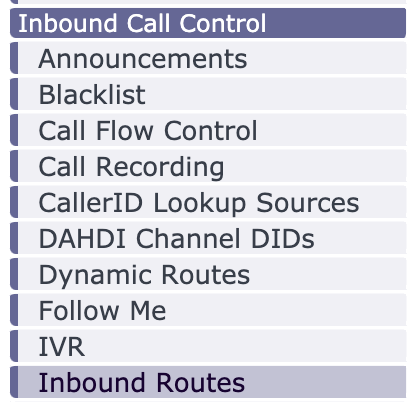 Inbound Call Control
Announcements
Blacklist
Call Flow Control
Call Recording
CallerID Lookup Sources
DAHDI Channel DIDs
Dynamic Routes
Follow Me
IVR
Inbound Routes